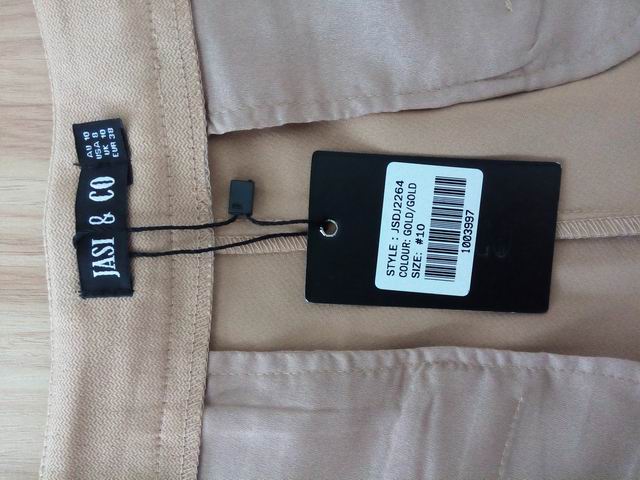 JASI & CO
AU 10
USA 8
UK 10
EUR 38
STYLE : JSDJ2264
COLOUR: GOLD/GOLD
SIZE: #10
1003997